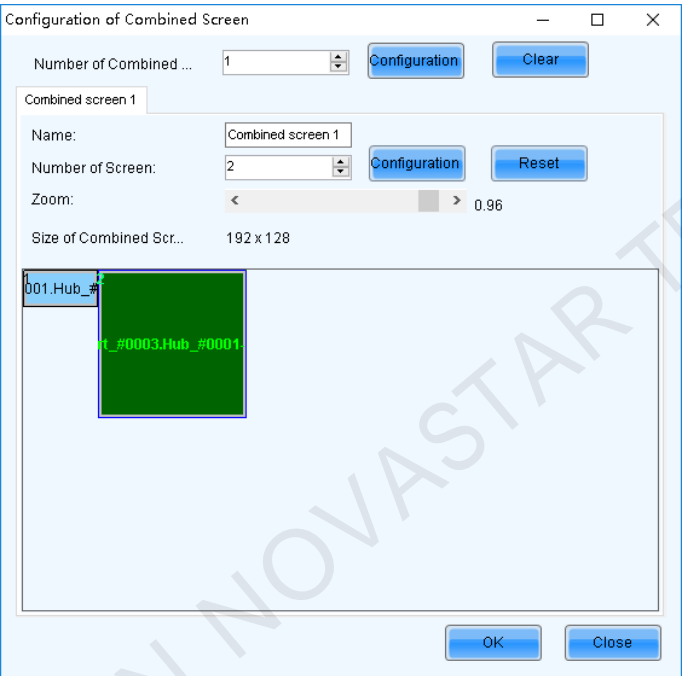 Configuration of Combined Screen
Number of Combined ... 1 Configuration Clear
Combined screen 1
Name: Combined screen 1
Number of Screen: 2 Configuration Reset
Zoom: 0.96
Size of Combined Scr... 192 x 128
1 2
001.Hub_#
rt_#0003.Hub_#0001-
OK Close
NOVASTAR